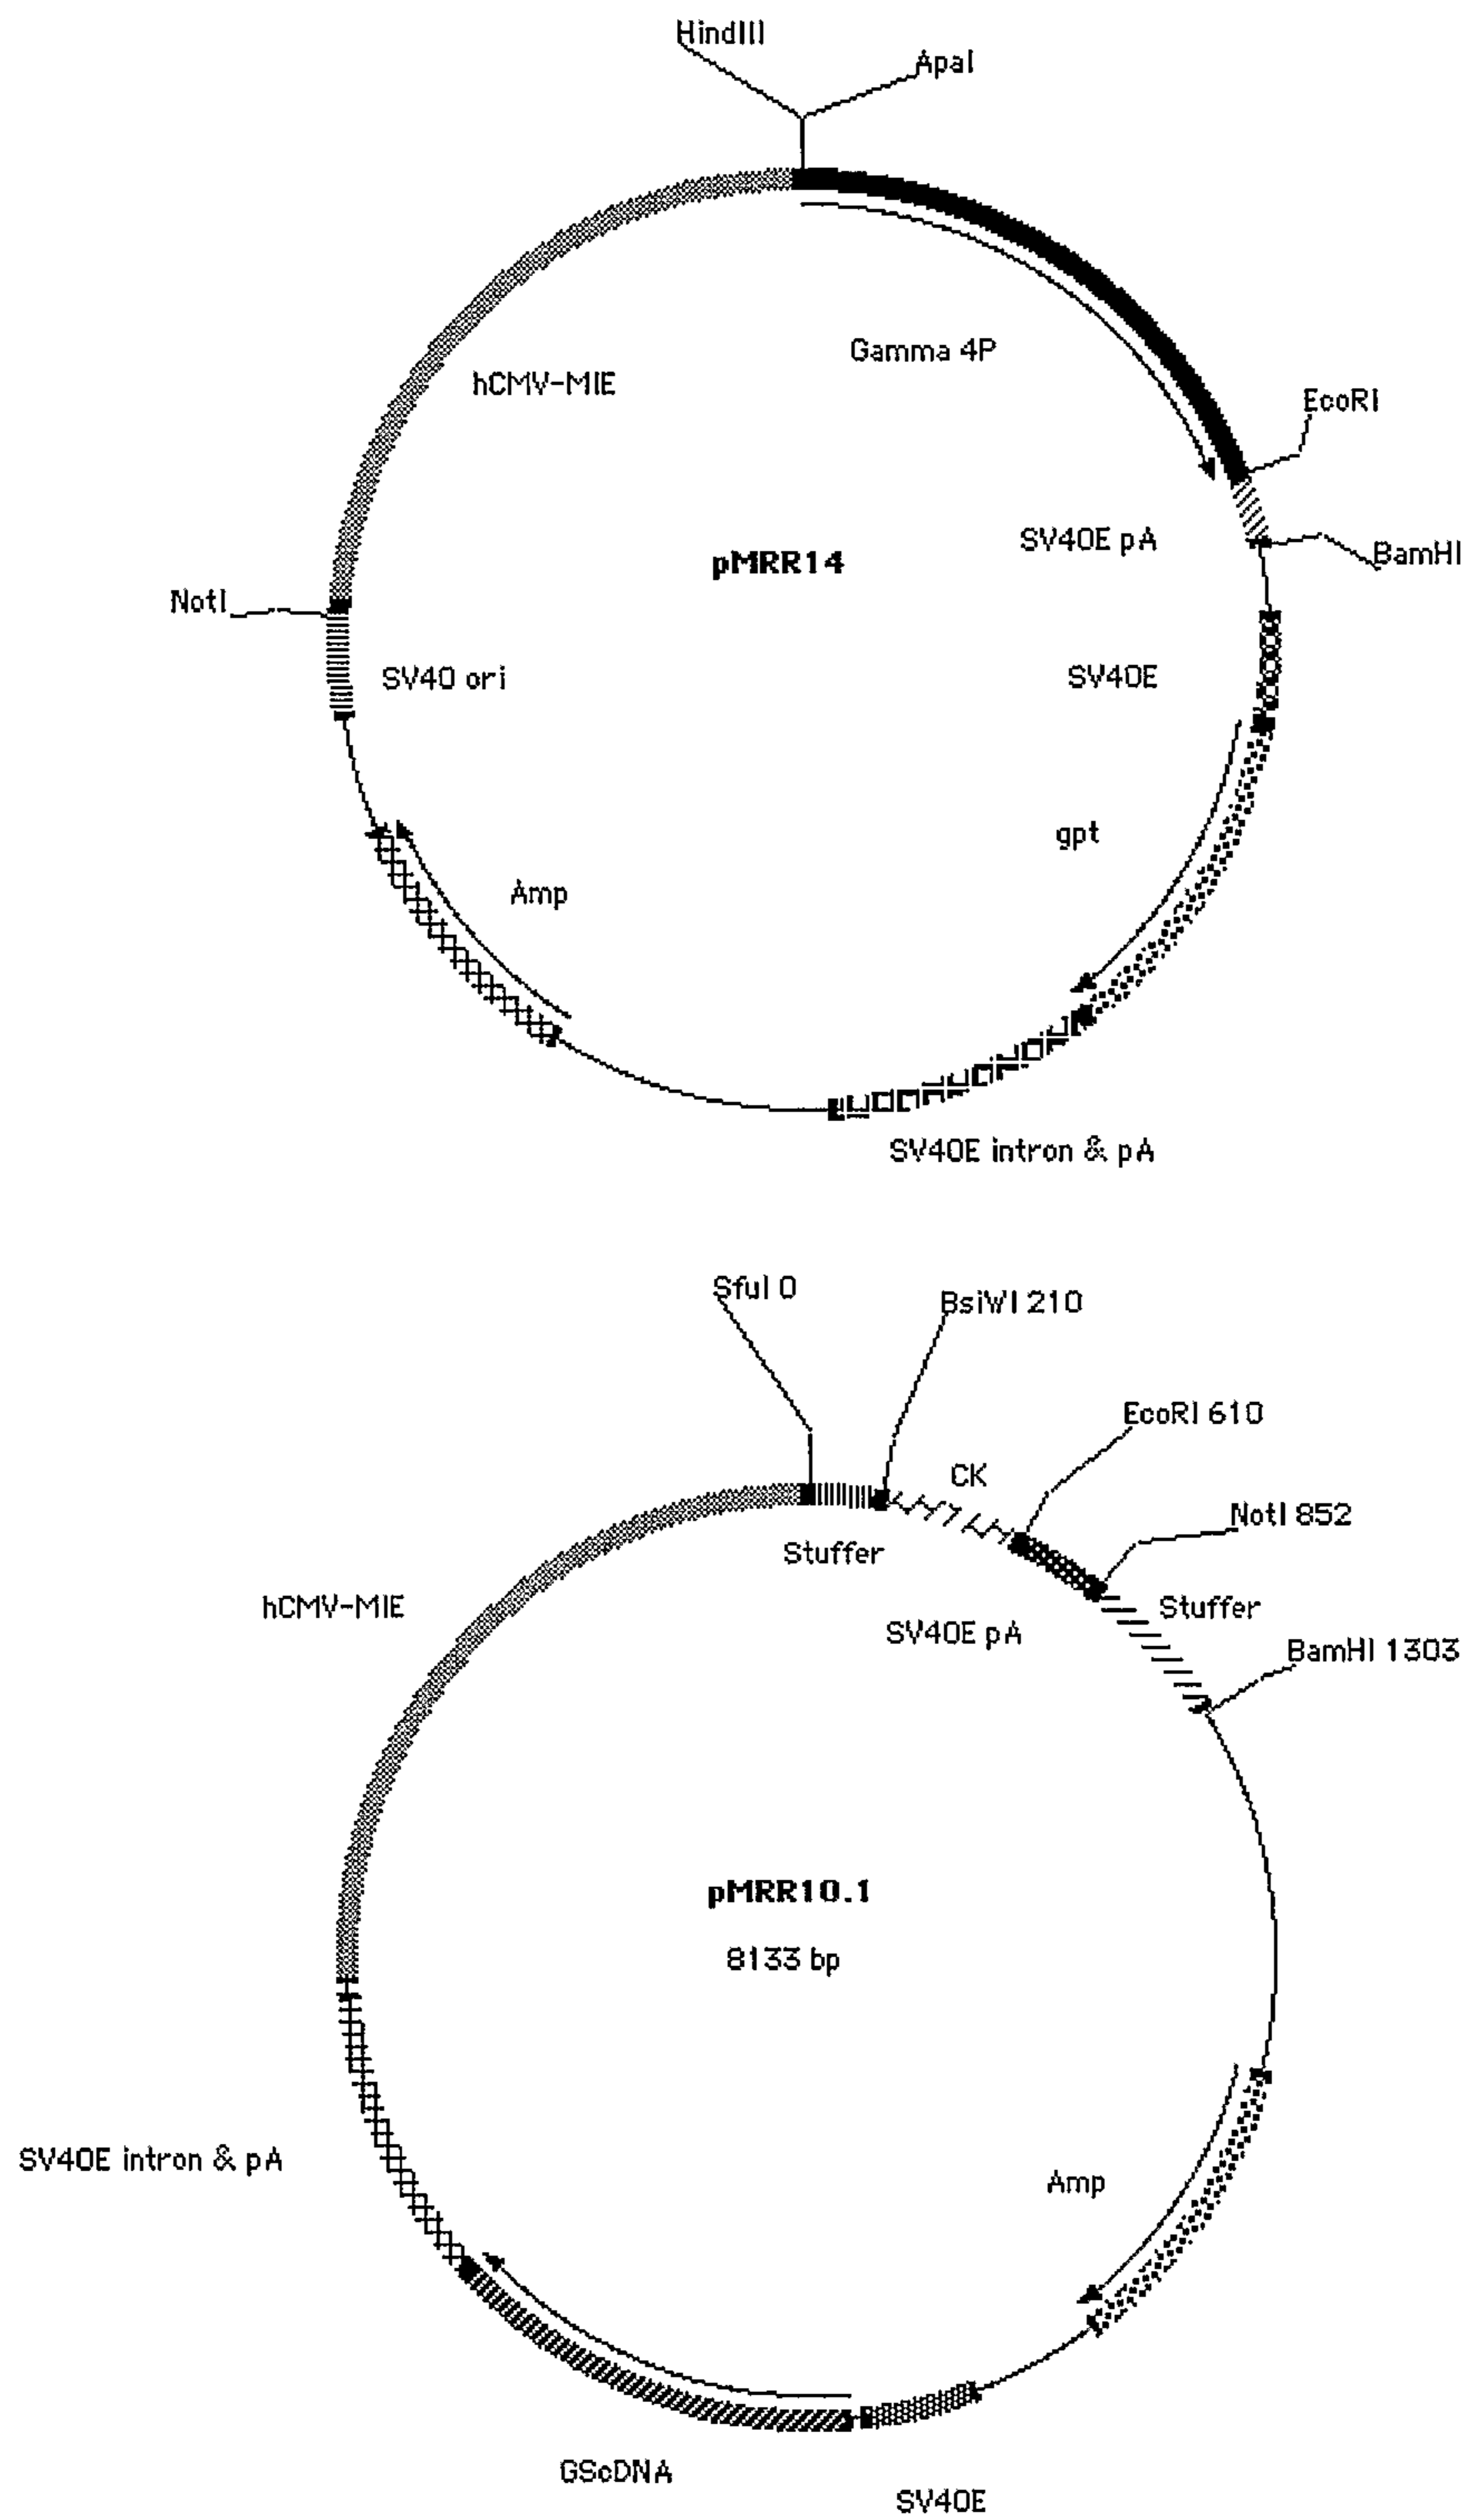 HindIII
ApaI
hCMV-MIE
Gamma 4P
EcoRI
pMRR14
SV40E pA
BamHI
NotI
SV40 ori
SV40E
gpt
Amp
SV40E intron & pA
SfuI 0
BsiWI 210
EcoRI 610
CK
NotI 852
Stuffer
hCMV-MIE
Stuffer
SV40E pA
BamHI 1303
pMRR10.1
8133 bp
SV40E intron & pA
Amp
GScDNA
SV40E